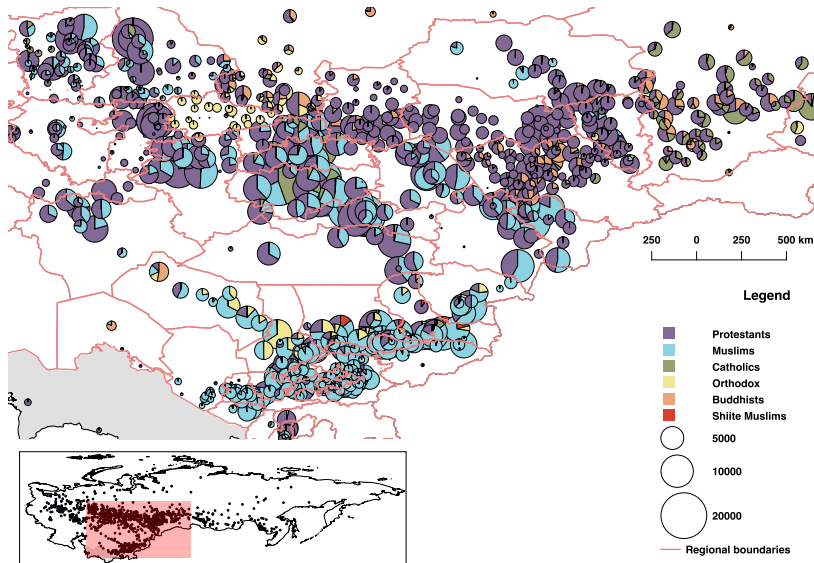 250 0 250 500 km
Legend
Protestants
Muslims
Catholics
Orthodox
Buddhists
Shiite Muslims
5000
10000
20000
Regional boundaries